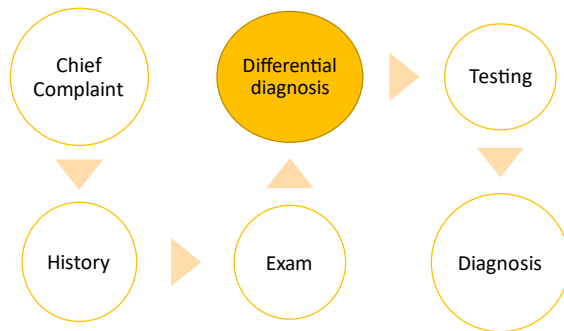 Chief
Complaint
History
Exam
Differential
diagnosis
Testing
Diagnosis